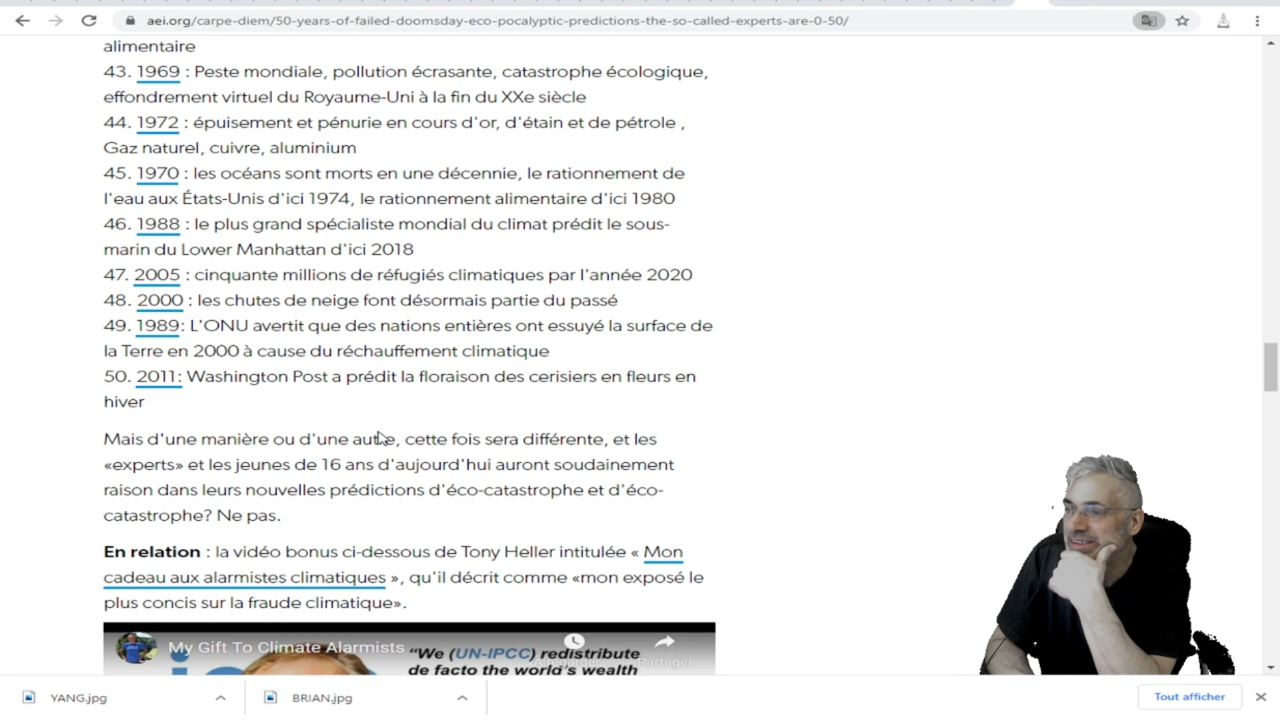 aei.org/carpe-diem/50-years-of-failed-doomsday-eco-pocalyptic-predictions-the-so-called-experts-are-0-50/
alimentaire
43. 1969 : Peste mondiale, pollution écrasante, catastrophe écologique,
effondrement virtuel du Royaume-Uni à la fin du XXe siècle
44. 1972 : épuisement et pénurie en cours d'or, d'étain et de pétrole ,
Gaz naturel, cuivre, aluminium
45. 1970 : les océans sont morts en une décennie, le rationnement de
l'eau aux États-Unis d'ici 1974, le rationnement alimentaire d'ici 1980
46. 1988 : le plus grand spécialiste mondial du climat prédit le sous-
marin du Lower Manhattan d'ici 2018
47. 2005 : cinquante millions de réfugiés climatiques par l'année 2020
48. 2000 : les chutes de neige font désormais partie du passé
49. 1989: L'ONU avertit que des nations entières ont essuyé la surface de
la Terre en 2000 à cause du réchauffement climatique
50. 2011: Washington Post a prédit la floraison des cerisiers en fleurs en
hiver
Mais d'une manière ou d'une autre, cette fois sera différente, et les
«experts» et les jeunes de 16 ans d'aujourd'hui auront soudainement
raison dans leurs nouvelles prédictions d'éco-catastrophe et d'éco-
catastrophe? Ne pas.
En relation : la vidéo bonus ci-dessous de Tony Heller intitulée « Mon
cadeau aux alarmistes climatiques », qu'il décrit comme «mon exposé le
plus concis sur la fraude climatique».
My Gift To Climate Alarmists
"We (UN-IPCC) redistribute
de facto the world's wealth
Partager
YANG.jpg
BRIAN.jpg
Tout afficher